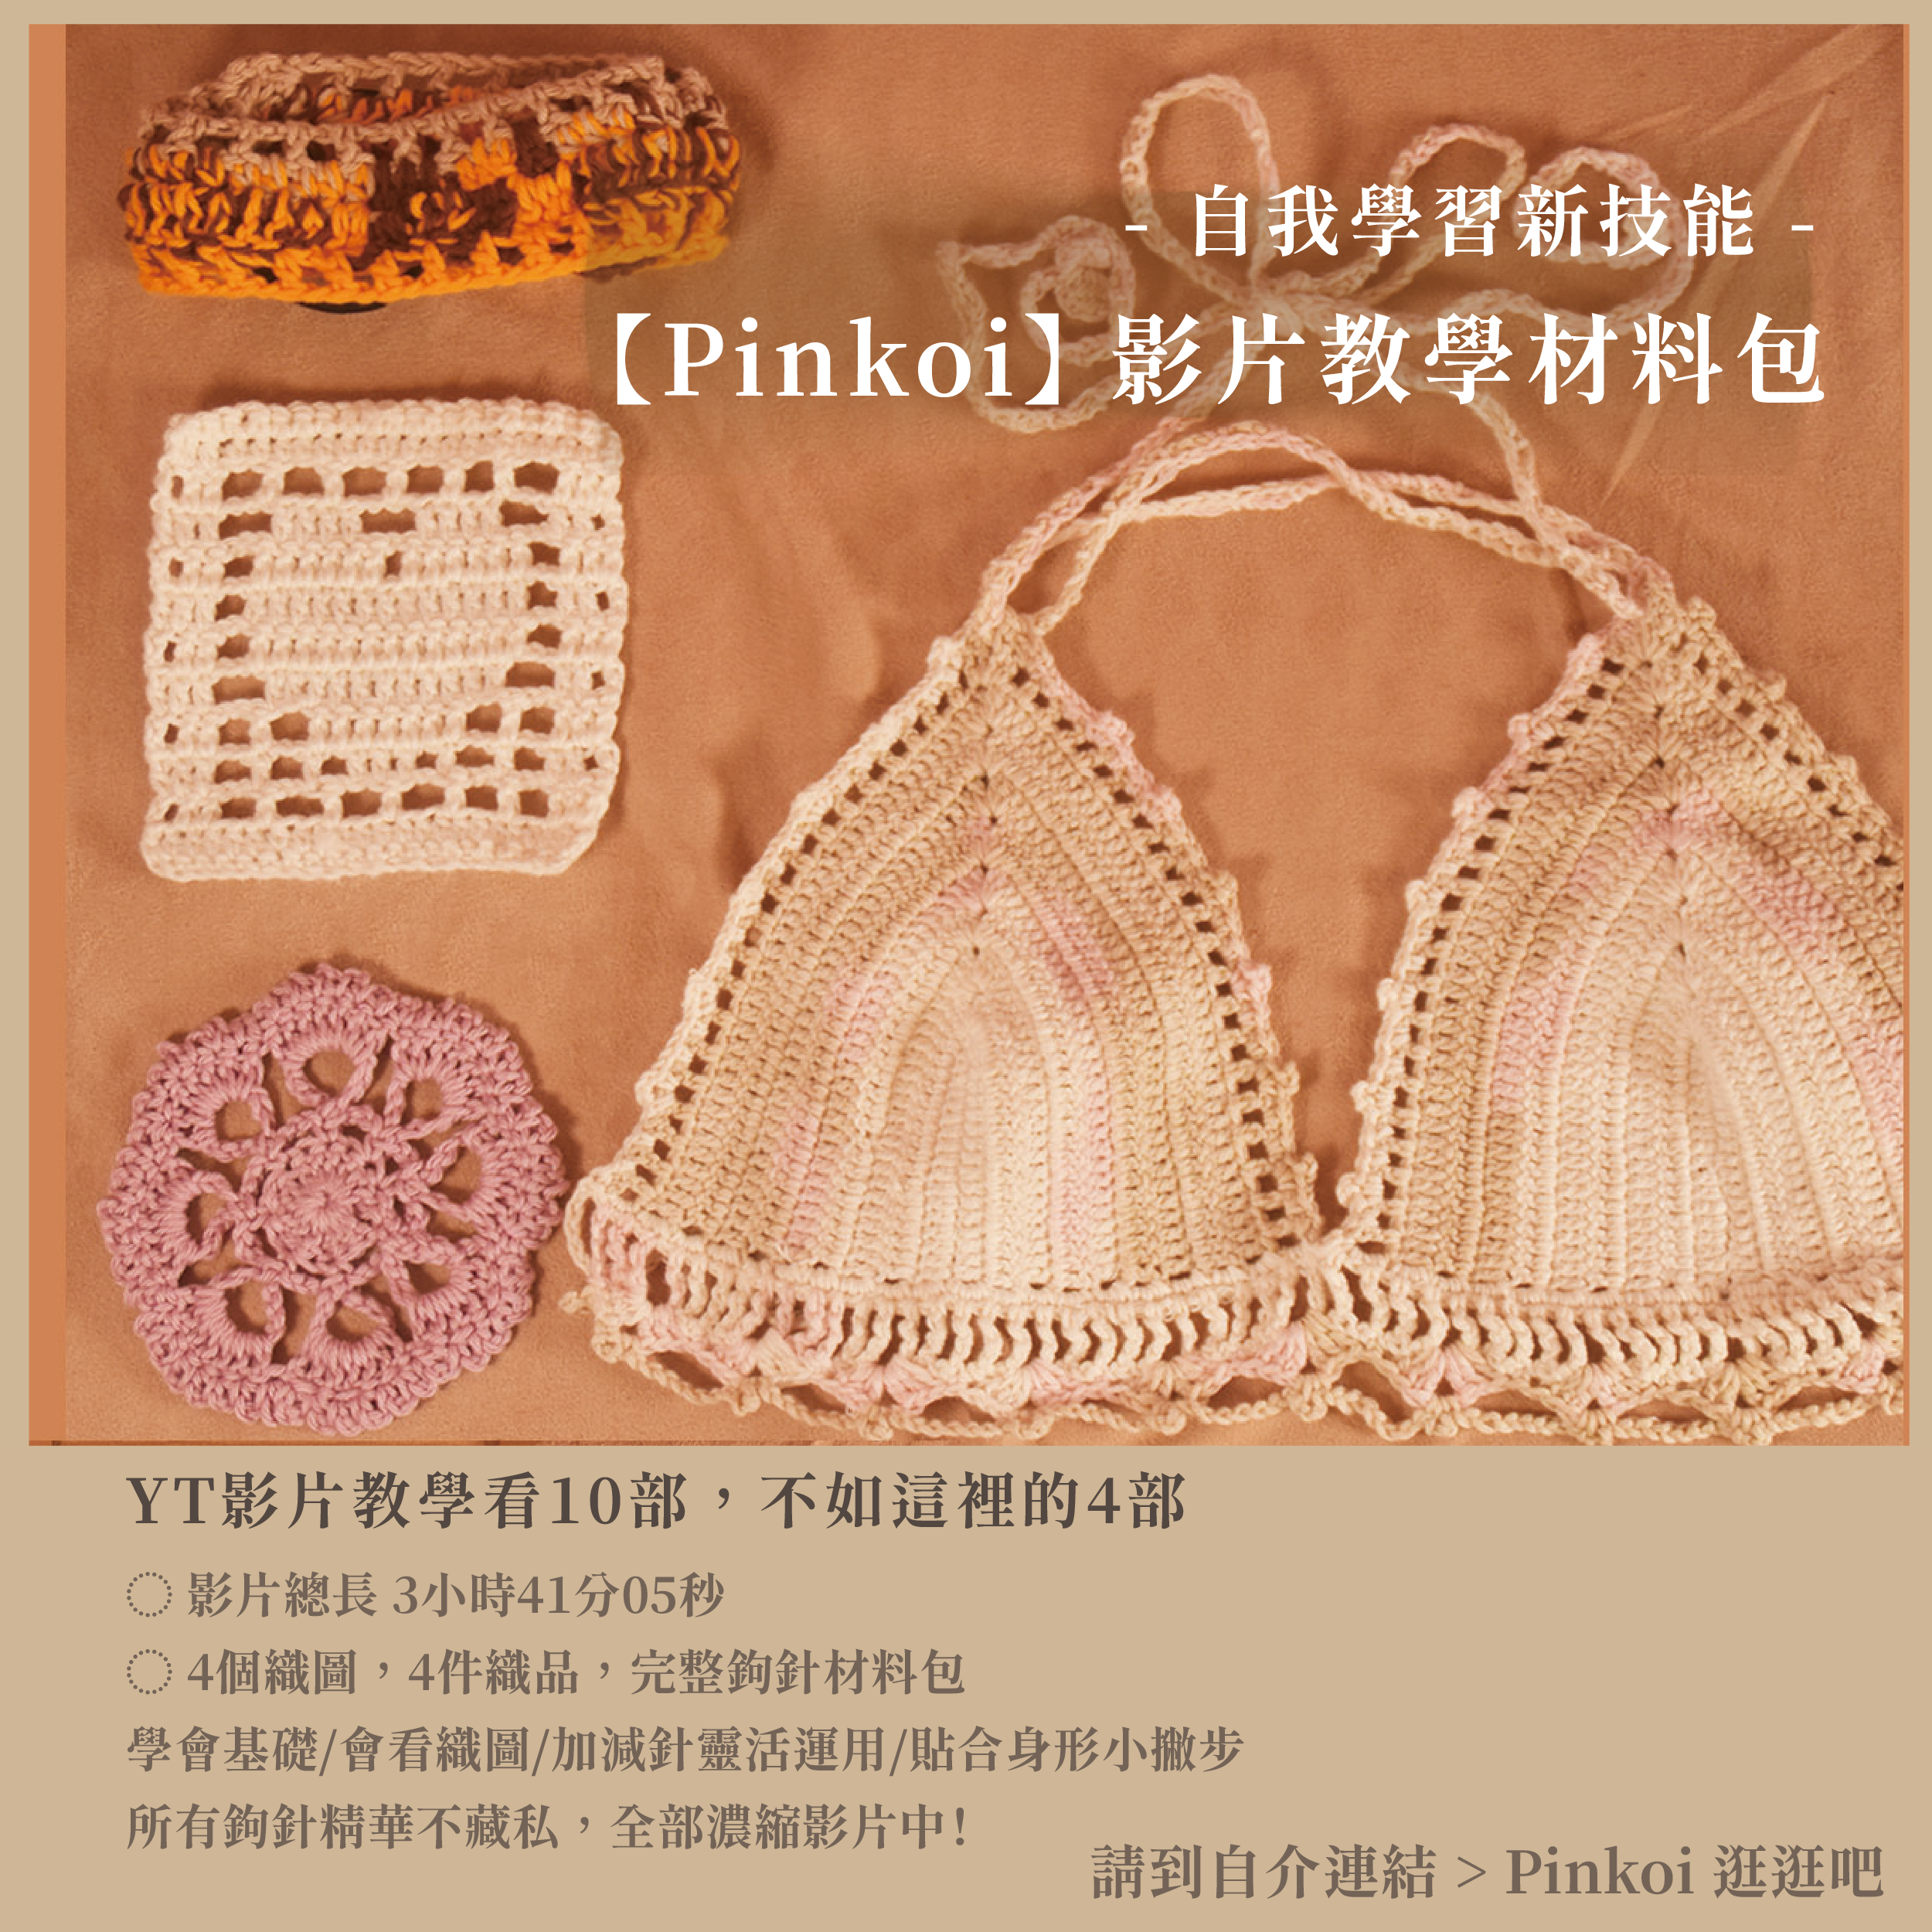 - 自我學習新技能 -
【Pinkoi】影片教學材料包
YT影片教學看10部，不如這裡的4部
◌ 影片總長 3小時41分05秒
◌ 4個織圖，4件織品，完整鉤針材料包
學會基礎/會看織圖/加減針靈活運用/貼合身形小撇步
所有鉤針精華不藏私，全部濃縮影片中！
請到自介連結 > Pinkoi 逛逛吧